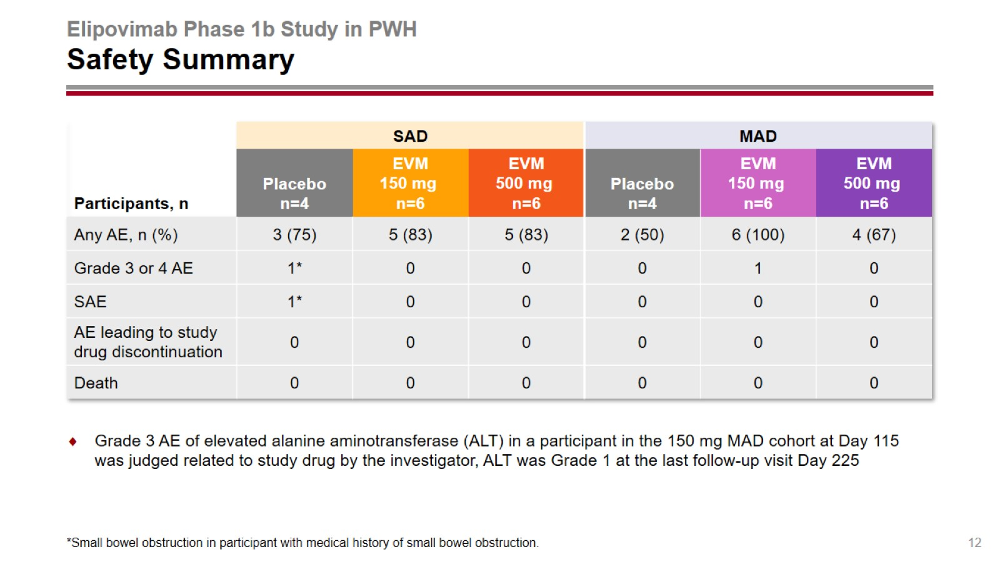 Elipovimab Phase 1b Study in PWH
Safety Summary
SAD MAD
Participants, n Placebo n=4 EVM 150 mg n=6 EVM 500 mg n=6 Placebo n=4 EVM 150 mg n=6 EVM 500 mg n=6
Any AE, n (%) 3 (75) 5 (83) 5 (83) 2 (50) 6 (100) 4 (67)
Grade 3 or 4 AE 1* 0 0 0 1 0
SAE 1* 0 0 0 0 0
AE leading to study
drug discontinuation 0 0 0 0 0 0
Death 0 0 0 0 0 0
♦ Grade 3 AE of elevated alanine aminotransferase (ALT) in a participant in the 150 mg MAD cohort at Day 115
was judged related to study drug by the investigator, ALT was Grade 1 at the last follow-up visit Day 225
*Small bowel obstruction in participant with medical history of small bowel obstruction.
12